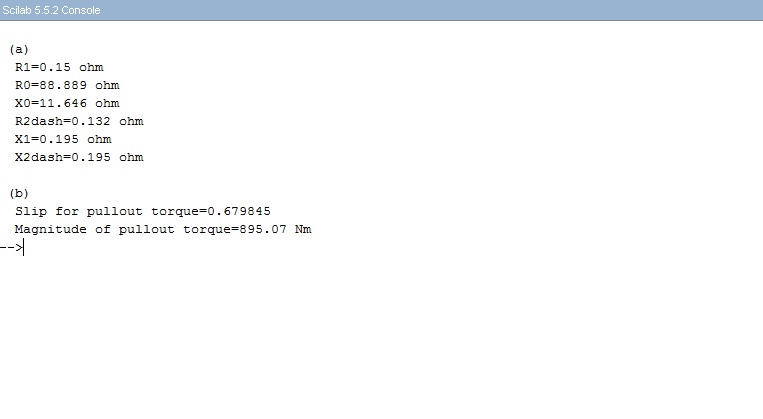 Scilab 5.5.2 Console
(a)
R1=0.15 ohm
R0=88.889 ohm
X0=11.646 ohm
R2dash=0.132 ohm
X1=0.195 ohm
X2dash=0.195 ohm
(b)
Slip for pullout torque=0.679845
Magnitude of pullout torque=895.07 Nm
-->